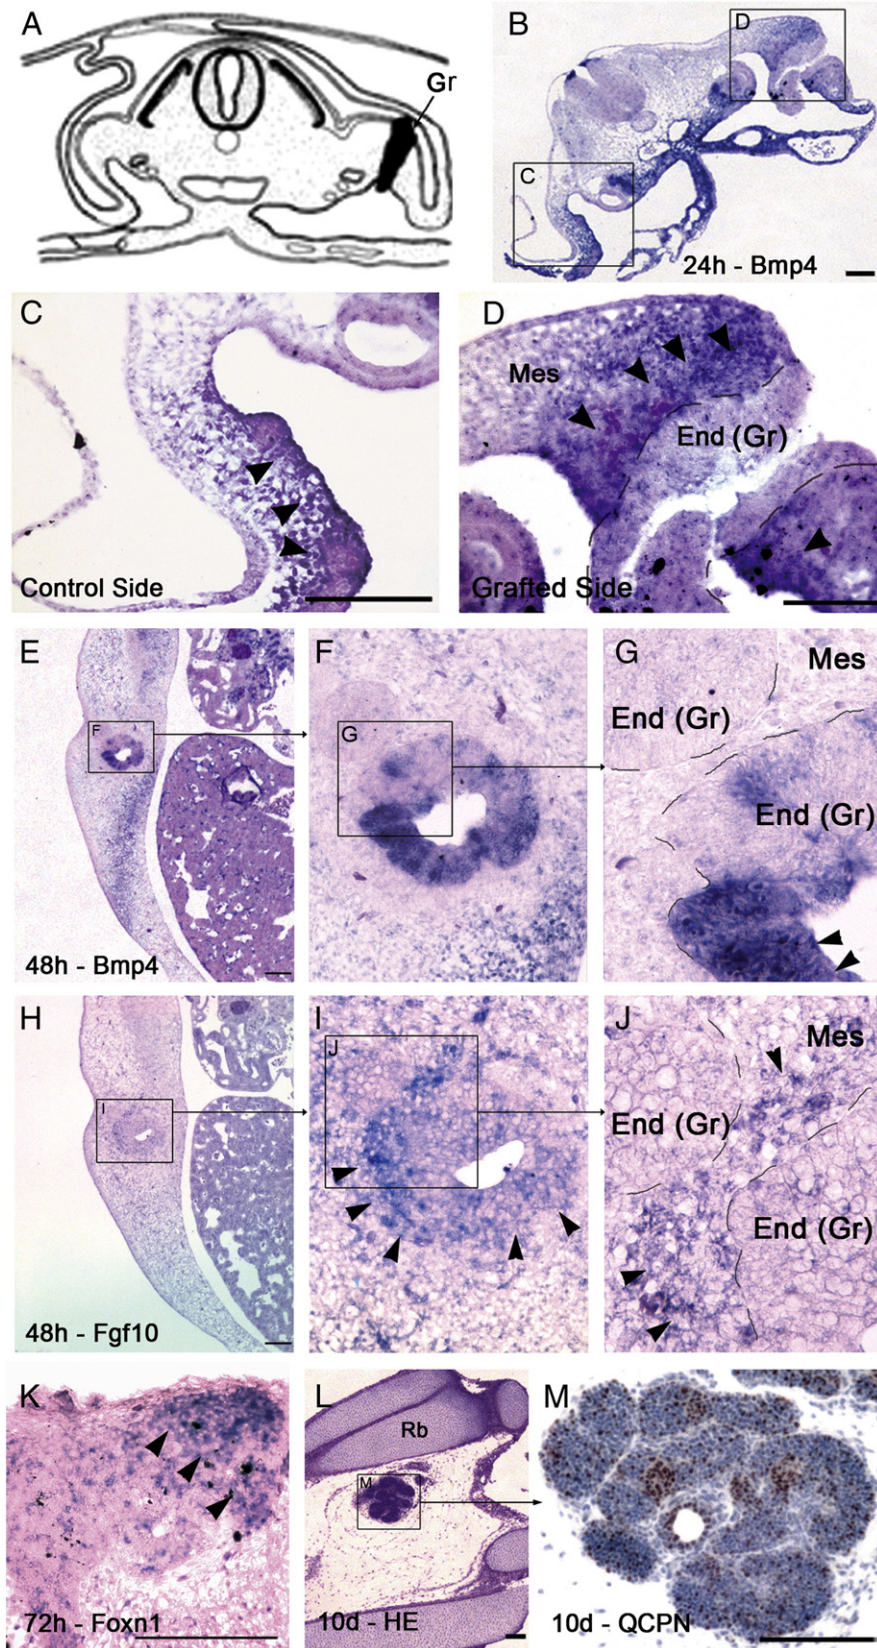 A
Gr
B
D
C
24h - Bmp4
C
Control Side
D
Mes
End (Gr)
Grafted Side
E
F
48h - Bmp4
F
G
G
Mes
End (Gr)
End (Gr)
H
I
48h - Fgf10
I
J
J
Mes
End (Gr)
End (Gr)
K
72h - Foxn1
L
Rb
M
10d - HE
M
10d - QCPN